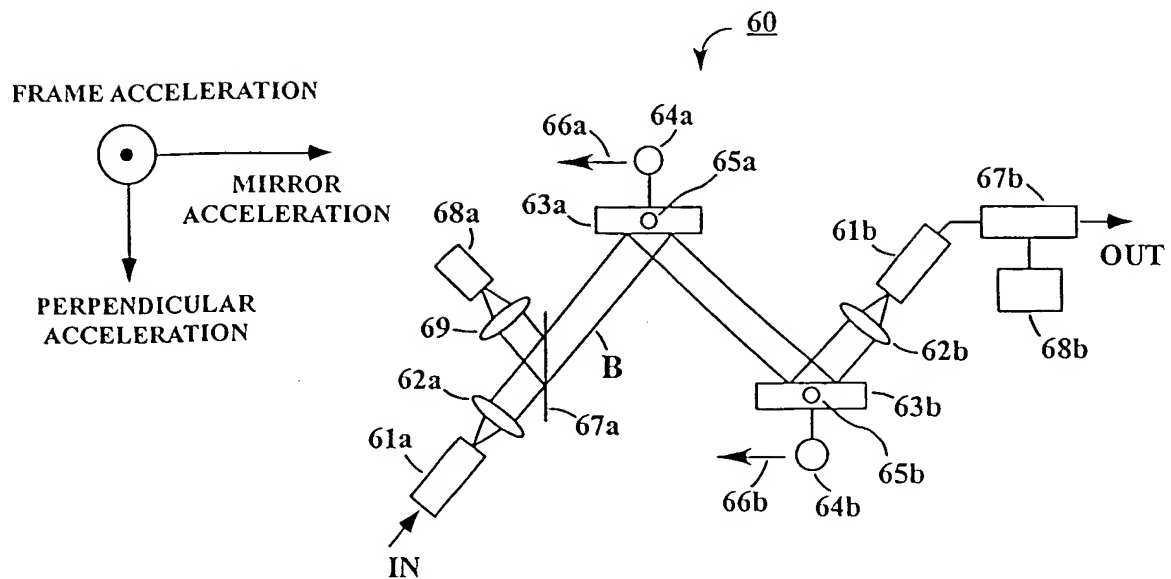 60
FRAME ACCELERATION
MIRROR
ACCELERATION
PERPENDICULAR
ACCELERATION
66a
64a
65a
63a
68a
69
62a
61a
67a
B
IN
61b
67b
OUT
62b
68b
63b
65b
66b
64b